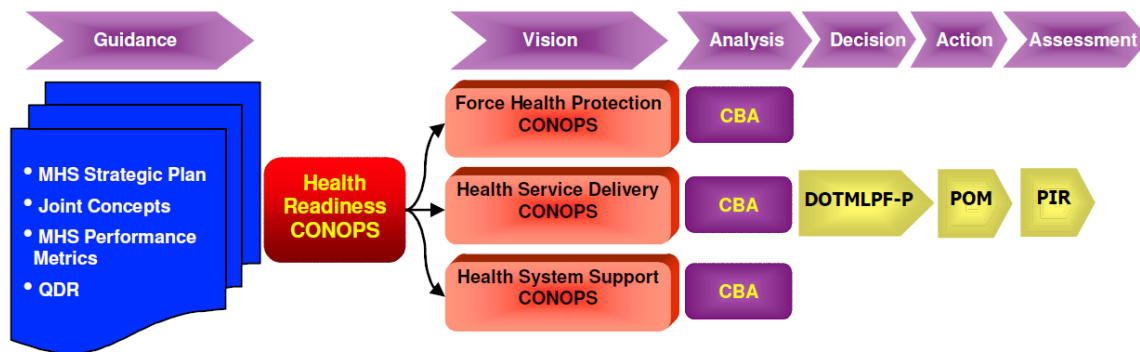 Guidance
Vision
Analysis
Decision
Action
Assessment
• MHS Strategic Plan
• Joint Concepts
• MHS Performance
Metrics
• QDR
Health
Readiness
CONOPS
Force Health Protection
CONOPS
CBA
Health Service Delivery
CONOPS
CBA
DOTMLPF-P
POM
PIR
Health System Support
CONOPS
CBA